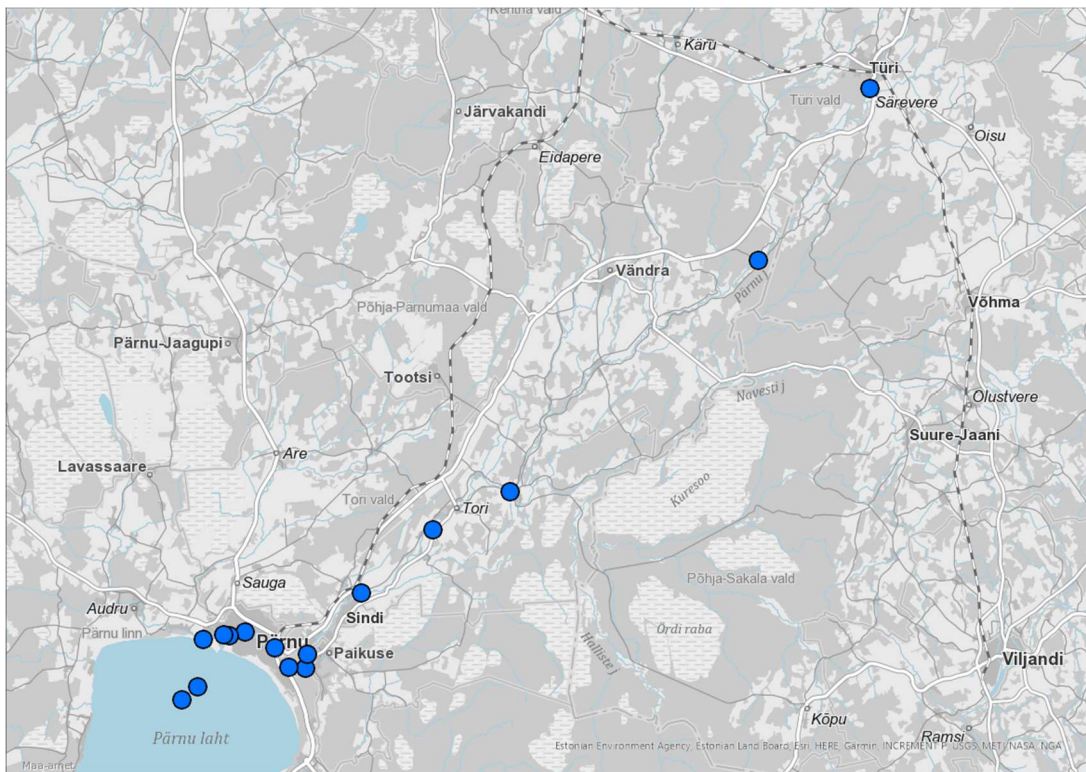 Kehtna vald
Käru
Türi
Türi vald
Särevere
Järvakandi
Oisu
Eidapere
Vändra
Pärnu j
Põhja-Pärnumaa vald
Võhma
Pärnu-Jaagupi
Tootsi
Navesti j
Olustvere
Suure-Jaani
Are
Lavassaare
Kuresoo
Tori vald
Tori
Sauga
Põhja-Sakala vald
Audru
Sindi
Pärnu linn
Pärnu
Paikuse
Ördi raba
Halliste j
Viljandi
Kõpu
Pärnu laht
Ramsi
Estonian Environment Agency, Estonian Land Board, Esri, HERE, Garmin, INCREMENT P, USGS, METI/NASA, NGA
Maa-amet